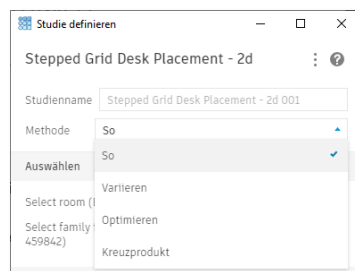 Studie definieren
Stepped Grid Desk Placement - 2d
Studienname Stepped Grid Desk Placement - 2d 001
Methode So
Auswählen
So
Variieren
Optimieren
Kreuzprodukt
Select room (
Select family
459842)